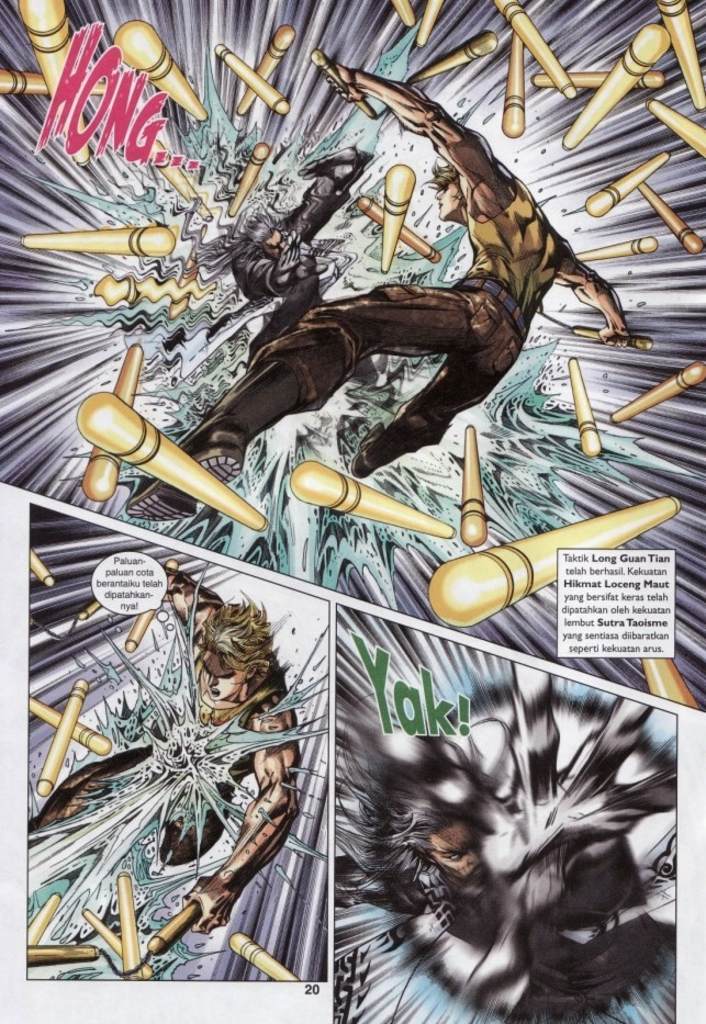 HONG...
Taktik Long Guan Tian
telah berhasil. Kekuatan
Hikmat Loceng Maut
yang bersifat keras telah
dipatahkan oleh kekuatan
lembut Sutra Taoisme
yang sentiasa diibaratkan
seperti kekuatan arus.
Paluan-
paluan cota
berantaiku telah
dipatahkan-
nya!
Yak!
20